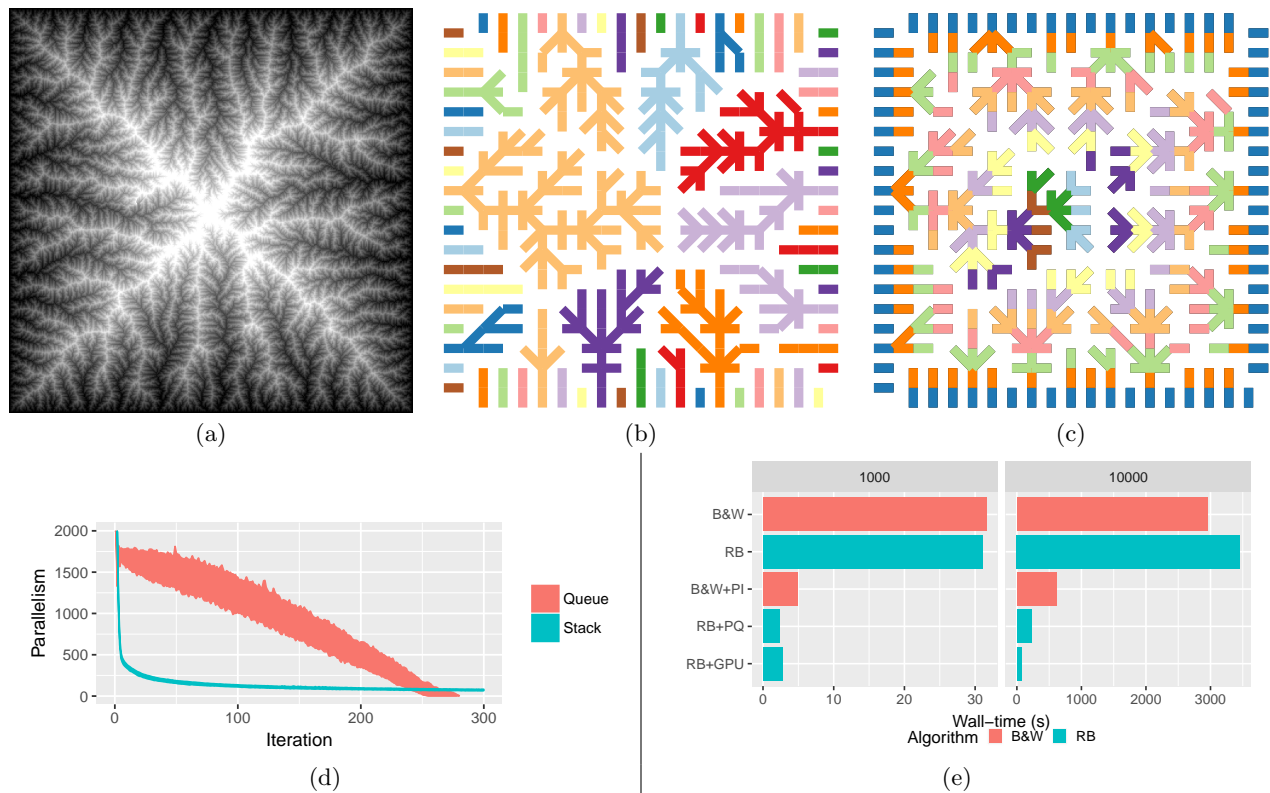 (a)
(b)
(c)
2000
1500
1000
500
0
Parallelism
0
100
200
300
Iteration
Queue
Stack
(d)
1000
10000
B&W
RB
B&W+PI
RB+PQ
RB+GPU
0
10
20
30
0
1000
2000
3000
Wall−time (s)
Algorithm B&W RB
(e)